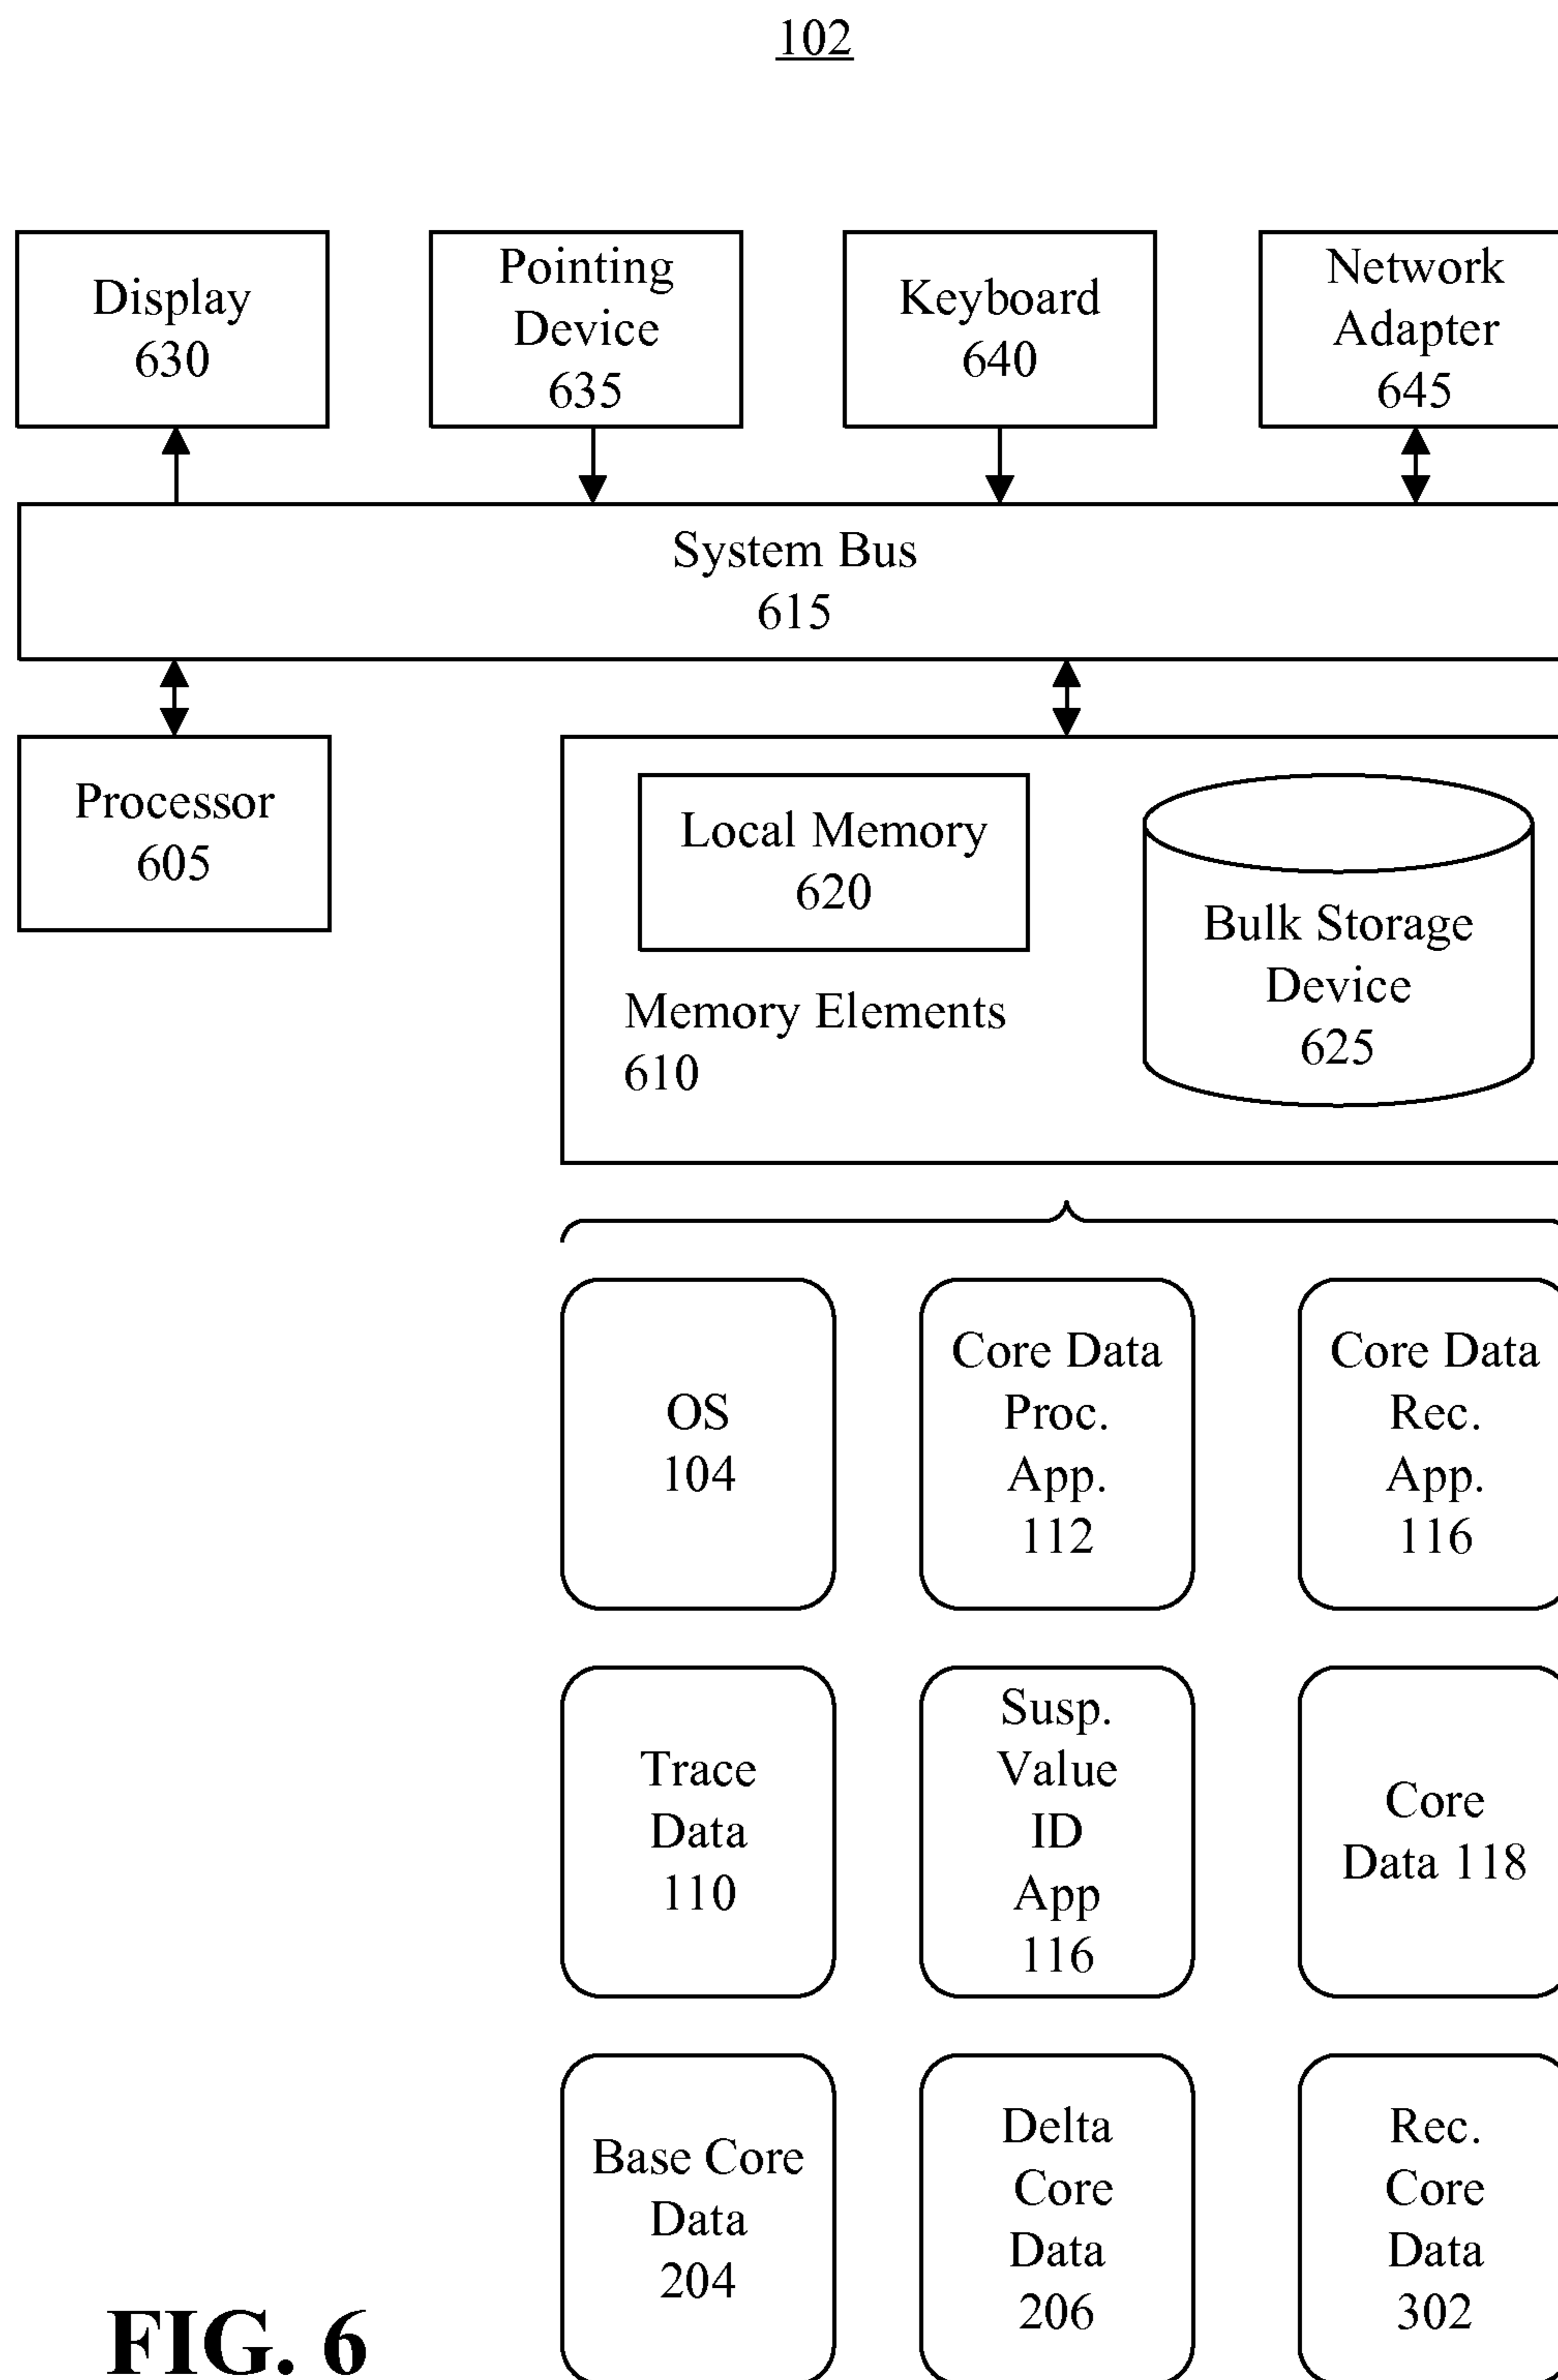 102
Display
630
Pointing
Device
635
Keyboard
640
Network
Adapter
645
System Bus
615
Processor
605
Local Memory
620
Memory Elements
610
Bulk Storage
Device
625
OS
104
Core Data
Proc.
App.
112
Core Data
Rec.
App.
116
Trace
Data
110
Susp.
Value
ID
App
116
Core
Data 118
Base Core
Data
204
Delta
Core
Data
206
Rec.
Core
Data
302
FIG. 6